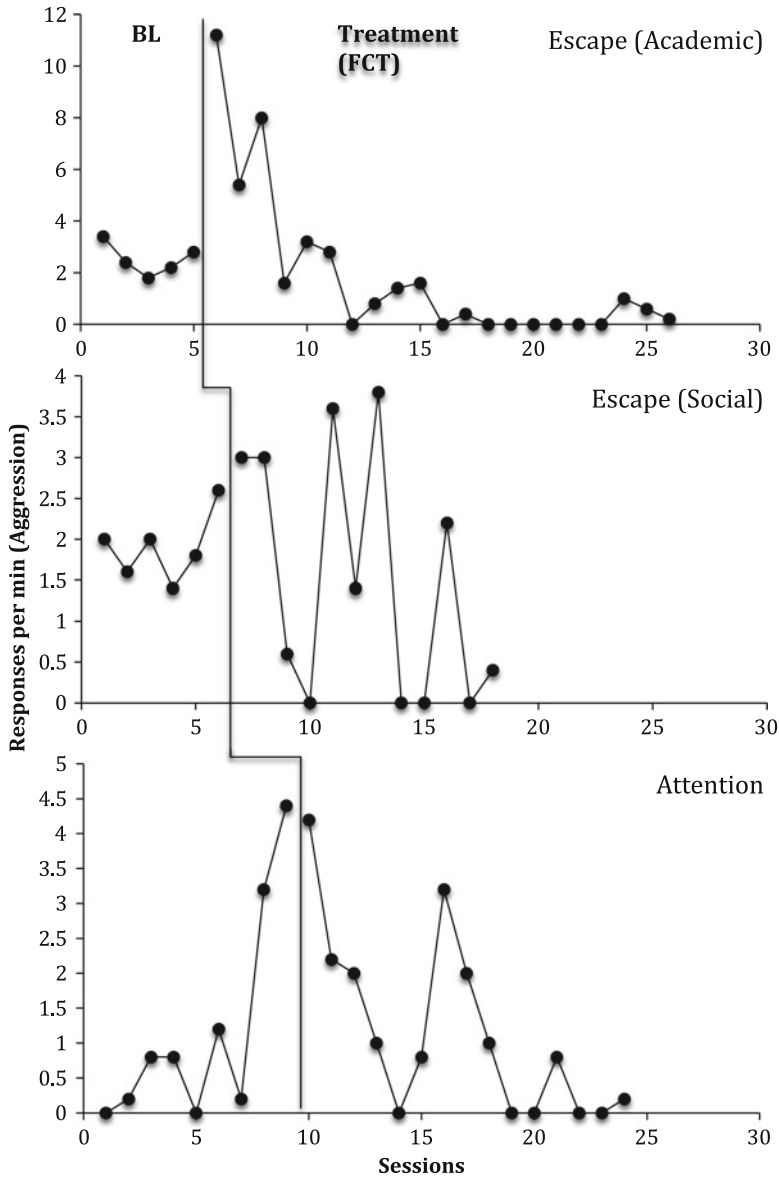 12
BL
Treatment
(FCT)
Escape (Academic)
10
8
6
4
2
0
0 5 10 15 20 25 30
4
Escape (Social)
3.5
3
2.5
2
1.5
1
0.5
0
0 5 10 15 20 25 30
Responses per min (Aggression)
5
Attention
4.5
4
3.5
3
2.5
2
1.5
1
0.5
0
0 5 10 15 20 25 30
Sessions